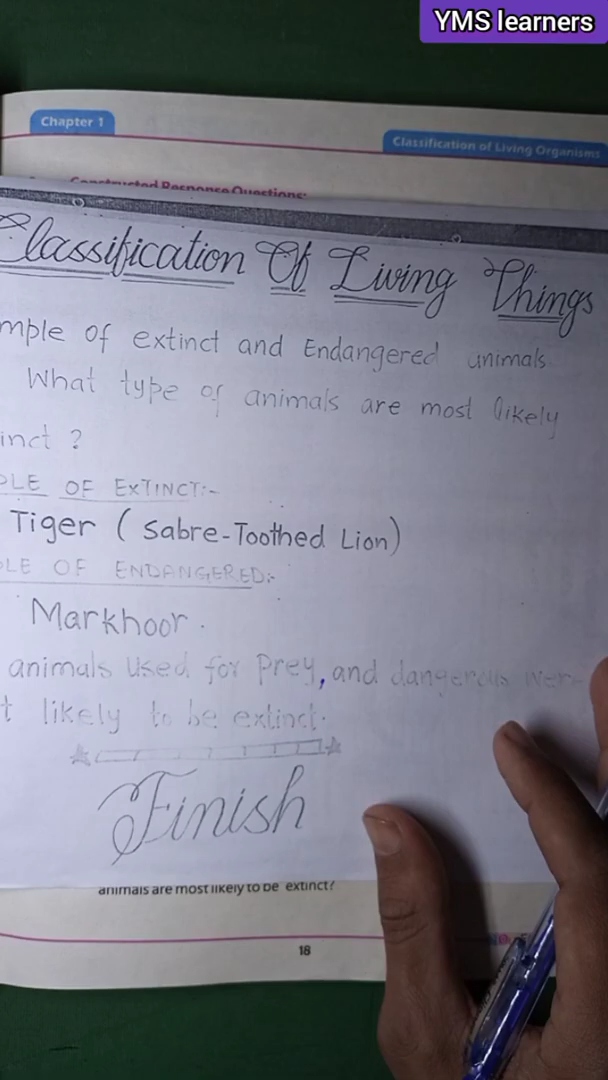 YMS learners
Chapter 1
Classification of Living Organisms
Constructed Response Questions:
Classification Of Living Things
mple of extinct and Endangered animals
What type of animals are most likely
inct ?
PLE OF EXTINCT:-
Tiger ( Sabre-Toothed Lion)
LE OF ENDANGERED:-
Markhoor.
animals used for prey, and dangerous wer
t likely to be extinct.
Finish
animals are most likely to be extinct?
18